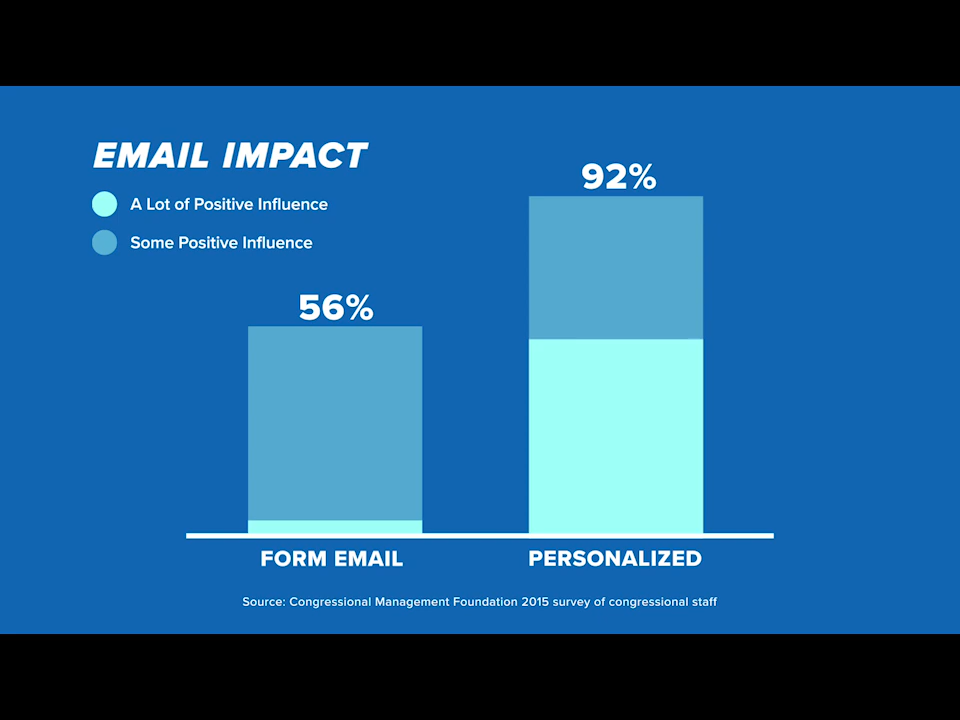 EMAIL IMPACT
A Lot of Positive Influence
Some Positive Influence
92%
56%
FORM EMAIL
PERSONALIZED
Source: Congressional Management Foundation 2015 survey of congressional staff